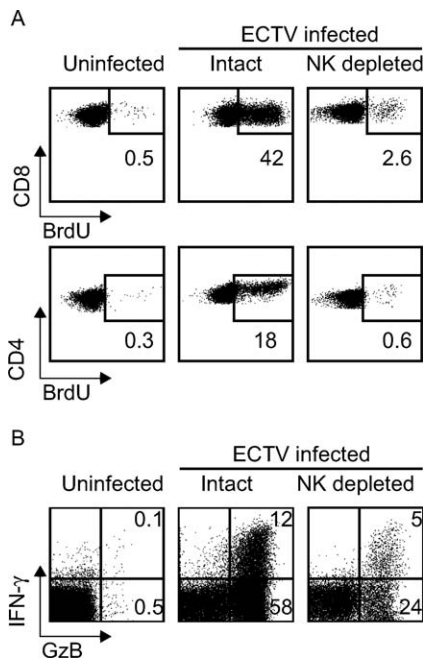 A
ECTV infected
Uninfected Intact NK depleted
CD8
0.5 42 2.6
BrdU
CD4
0.3 18 0.6
BrdU
B
ECTV infected
Uninfected Intact NK depleted
0.1 12 5
IFN-γ
0.5 58 24
GzB